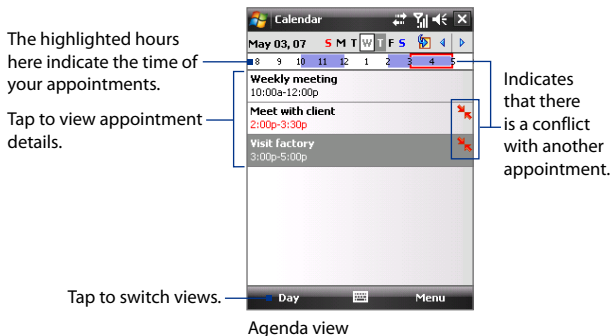 Calendar
The highlighted hours
here indicate the time of
your appointments.
May 03, 07 S M T W T F S
8 9 10 11 12 1 2 3 4 5
Weekly meeting
10:00a-12:00p
Tap to view appointment
details.
Meet with client
2:00p-3:30p
Visit factory
3:00p-5:00p
Indicates
that there
is a conflict
with another
appointment.
Tap to switch views.
Day Menu
Agenda view